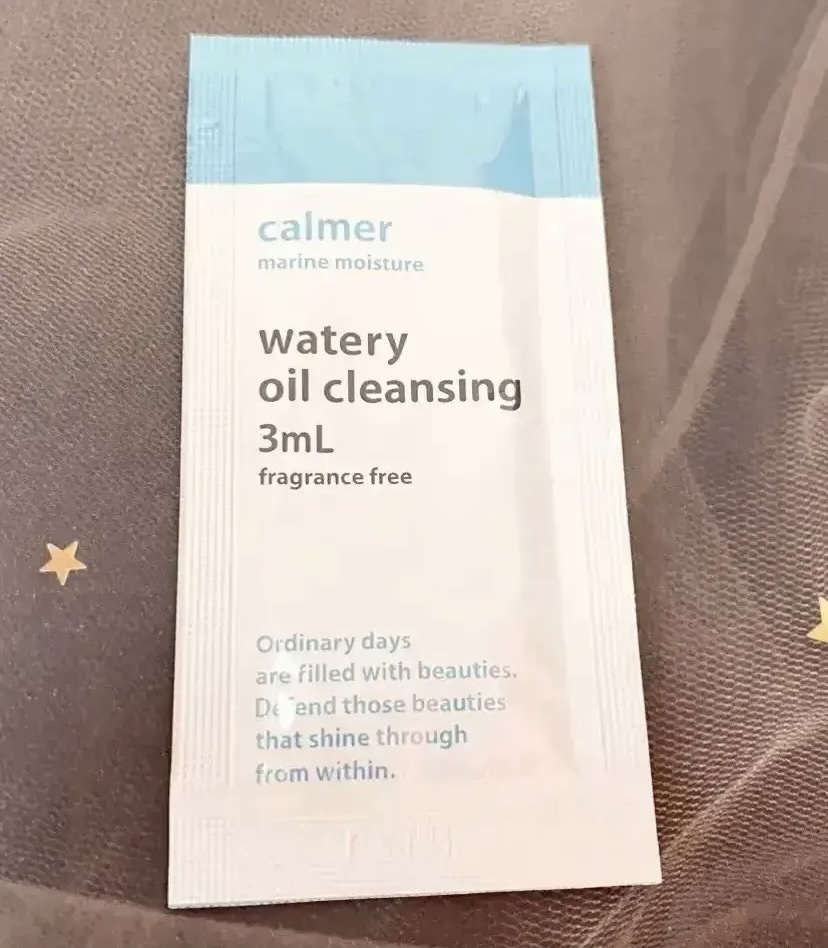 calmer
marine moisture
watery
oil cleansing
3mL
fragrance free
Ordinary days
are filled with beauties.
Defend those beauties
that shine through
from within.